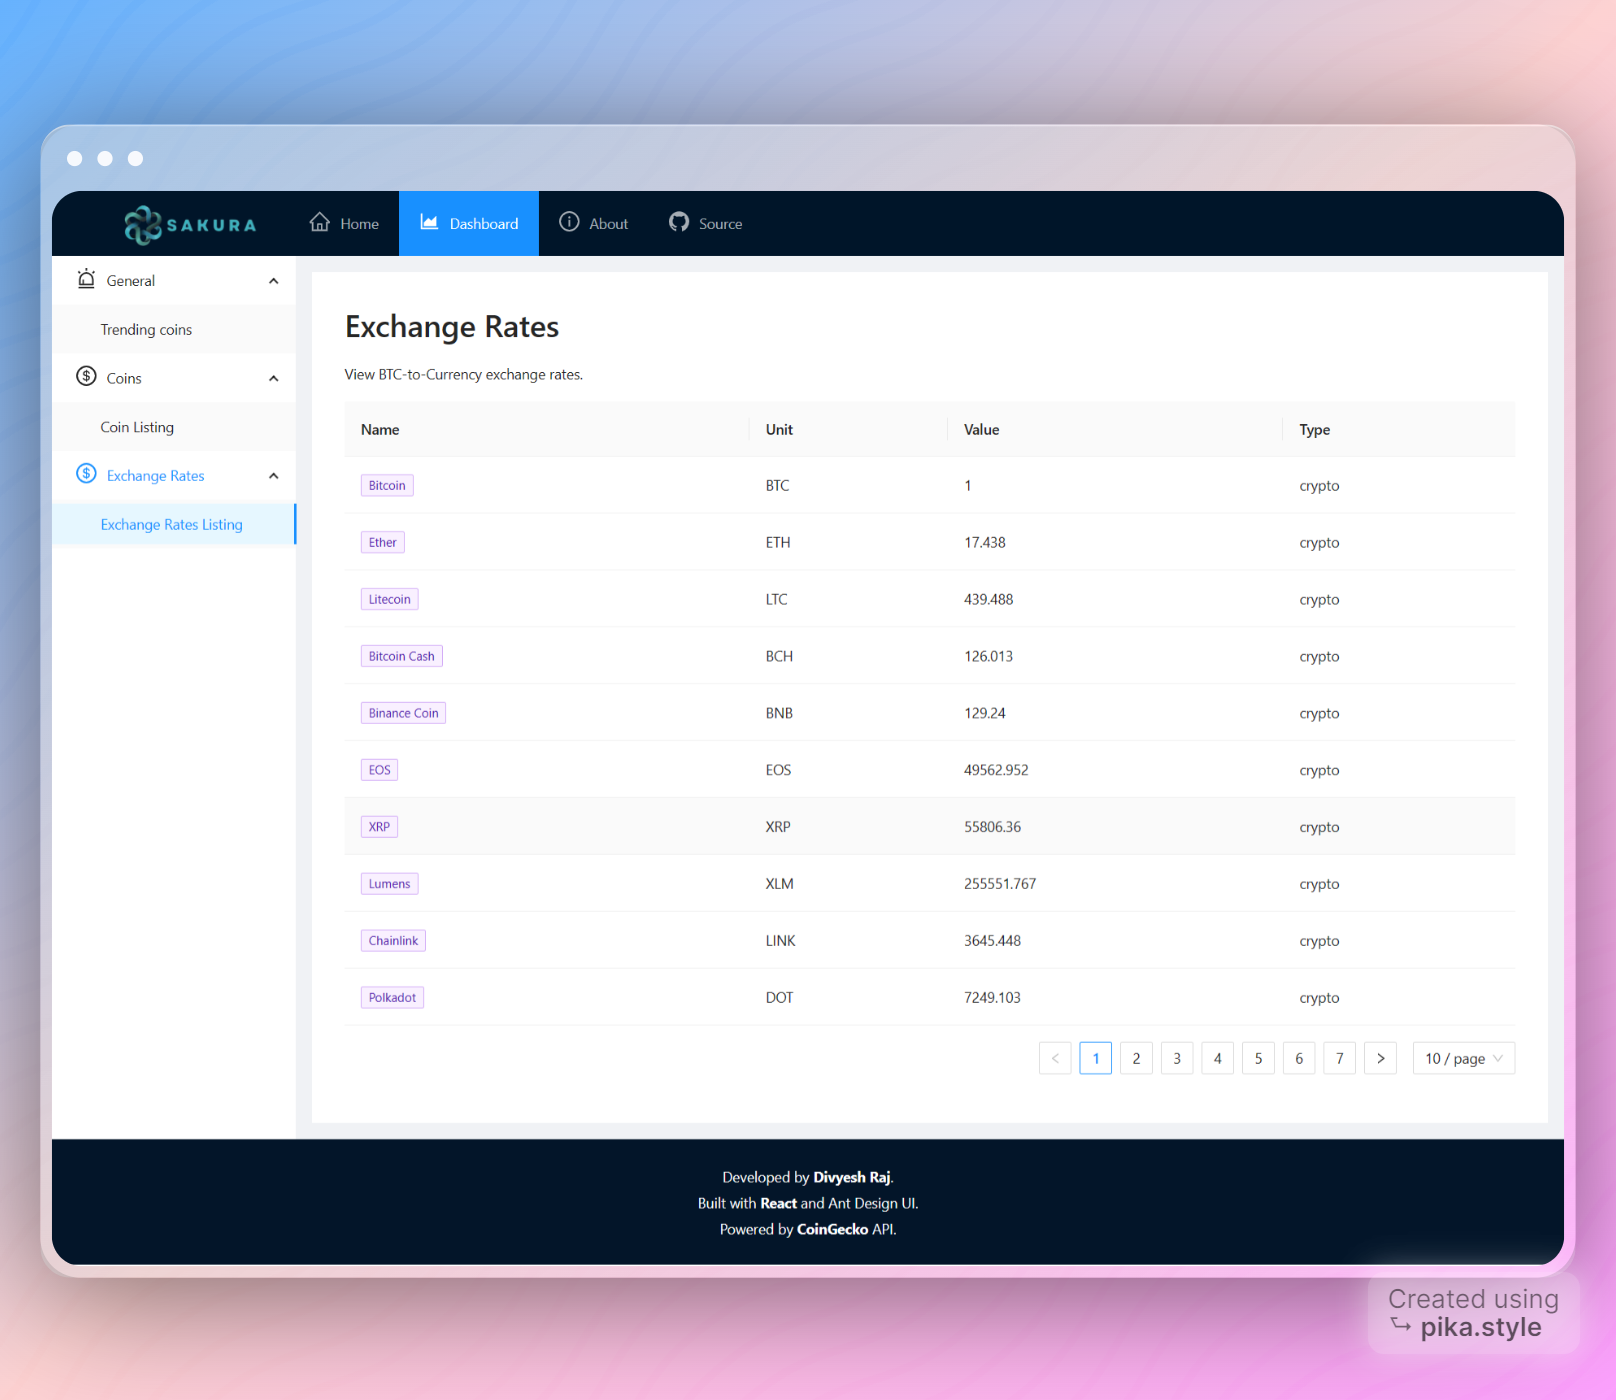 SAKURA Home Dashboard About Source
General
Trending coins
Coins
Coin Listing
Exchange Rates
Exchange Rates Listing
Exchange Rates
View BTC-to-Currency exchange rates.
Name Unit Value Type
Bitcoin BTC 1 crypto
Ether ETH 17.438 crypto
Litecoin LTC 439.488 crypto
Bitcoin Cash BCH 126.013 crypto
Binance Coin BNB 129.24 crypto
EOS EOS 49562.952 crypto
XRP XRP 55806.36 crypto
Lumens XLM 255551.767 crypto
Chainlink LINK 3645.448 crypto
Polkadot DOT 7249.103 crypto
< 1 2 3 4 5 6 7 > 10 / page
Developed by Divyesh Raj.
Built with React and Ant Design UI.
Powered by CoinGecko API.
Created using
pika.style